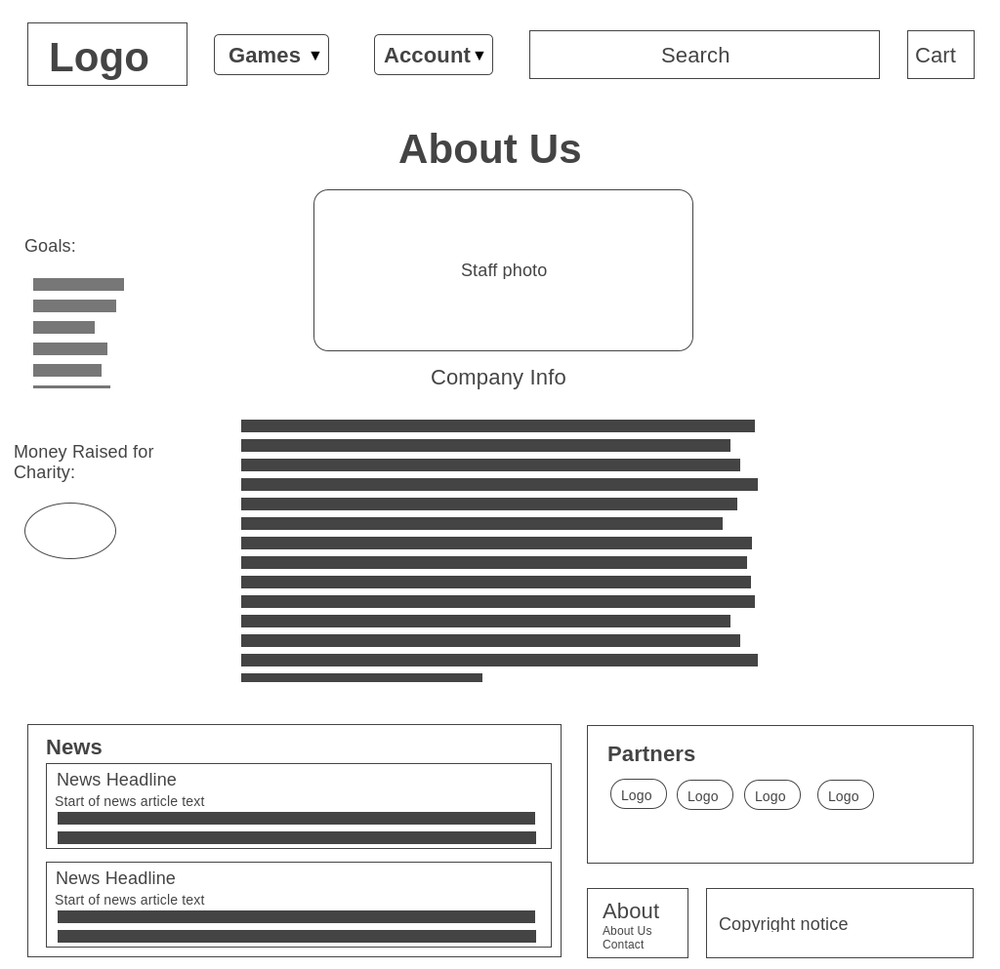 Logo
Games ▼
Account ▼
Search
Cart
About Us
Staff photo
Goals:
Company Info
Money Raised for
Charity:
News
News Headline
Start of news article text
News Headline
Start of news article text
Partners
Logo Logo Logo Logo
About
About Us
Contact
Copyright notice